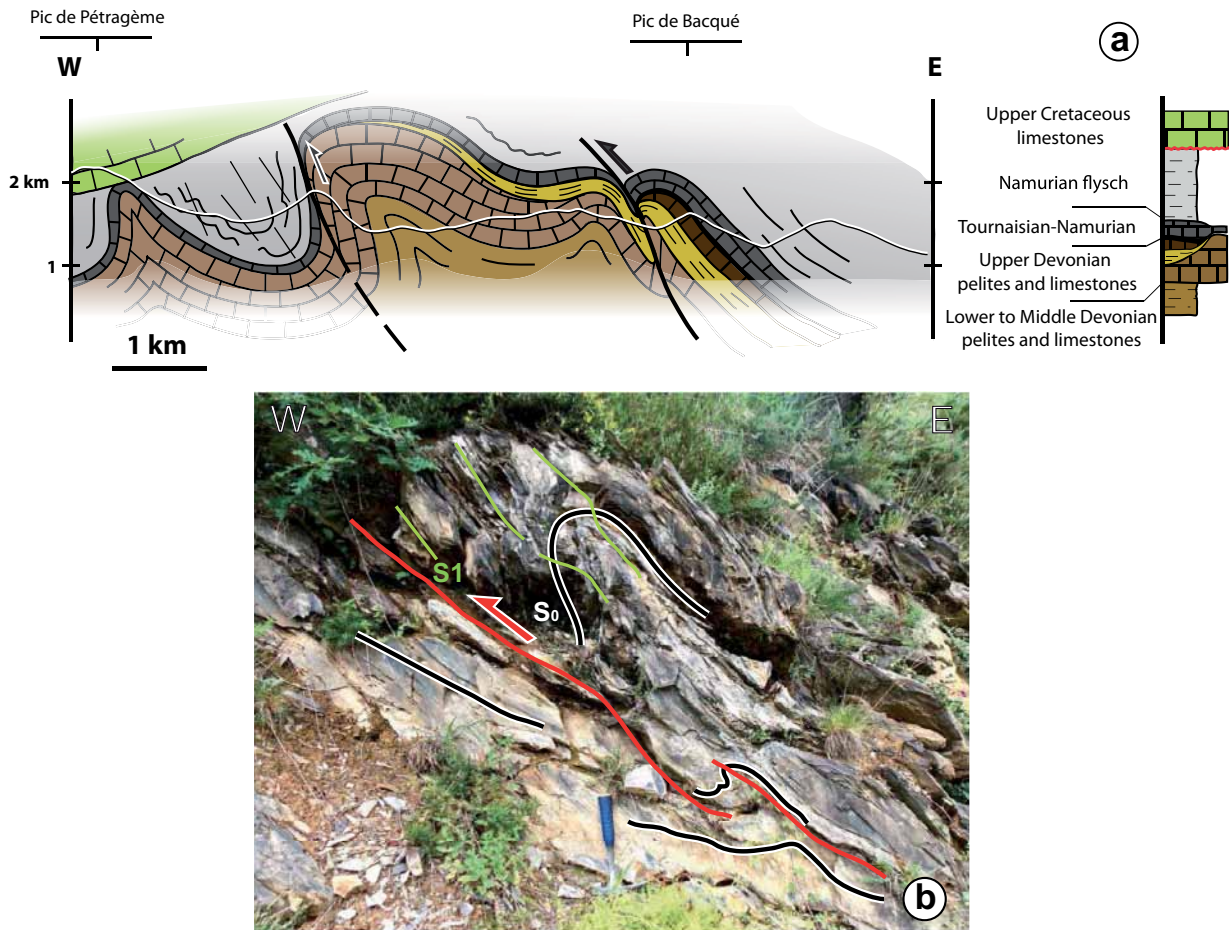 Pic de Pétragème
Pic de Bacqué
a
W
E
2 km
1
1 km
Upper Cretaceous
limestones
Namurian flysch
Tournaisian-Namurian
Upper Devonian
pelites and limestones
Lower to Middle Devonian
pelites and limestones
W
E
S1
S0
b